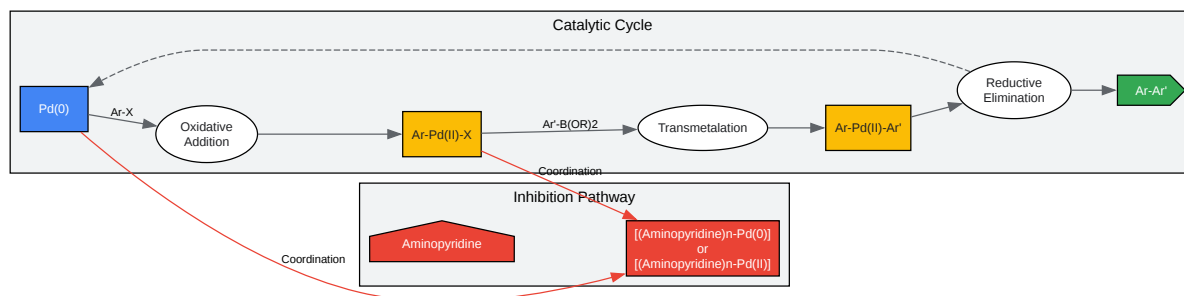 Catalytic Cycle
Pd(0)
Ar-X
Oxidative
Addition
Ar-Pd(II)-X
Ar'-B(OR)2
Transmetalation
Ar-Pd(II)-Ar'
Reductive
Elimination
Ar-Ar'
Coordination
Inhibition Pathway
Aminopyridine
[(Aminopyridine)n-Pd(0)]
or
[(Aminopyridine)n-Pd(II)]
Coordination